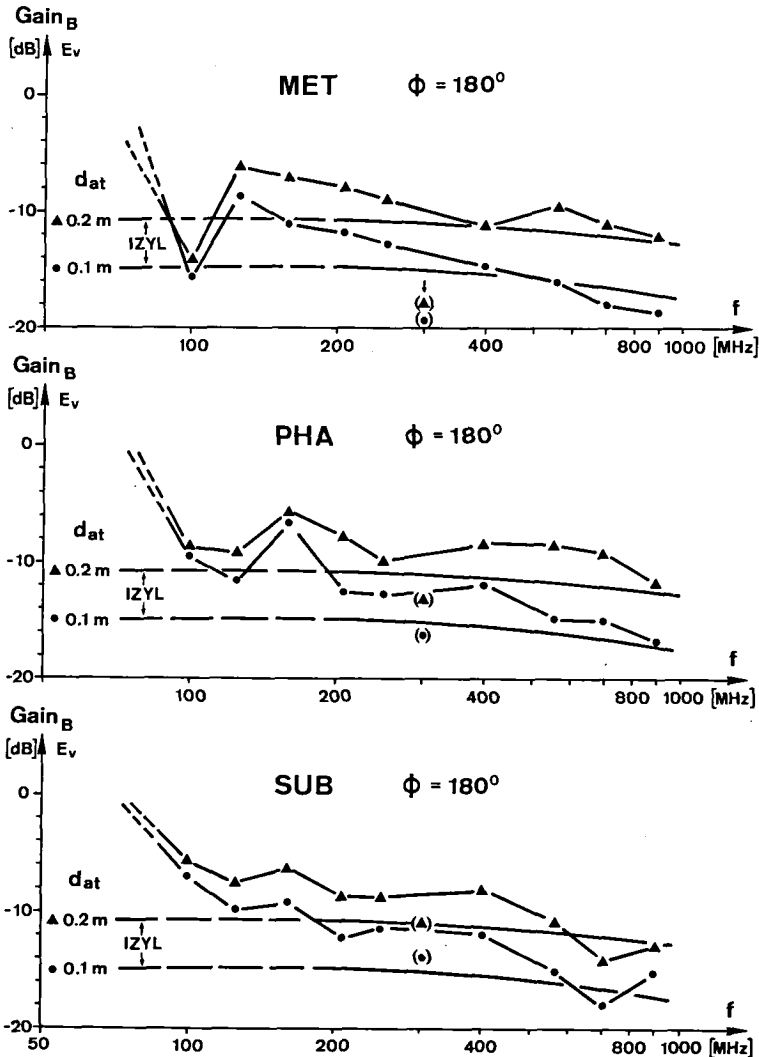 Gain_B
[dB] E_v
MET Φ = 180°
0
d_at
-10
▲ 0.2 m
IZYL
● 0.1 m
(▲)
(●)
f
-20
100 200 400 800 1000 [MHz]
Gain_B
[dB] E_v
PHA Φ = 180°
0
d_at
-10
▲ 0.2 m
IZYL
(▲)
● 0.1 m
(●)
f
-20
100 200 400 800 1000 [MHz]
Gain_B
[dB] E_v
SUB Φ = 180°
0
d_at
-10
▲ 0.2 m
(▲)
IZYL
(●)
● 0.1 m
f
-20
50 100 200 400 800 1000 [MHz]